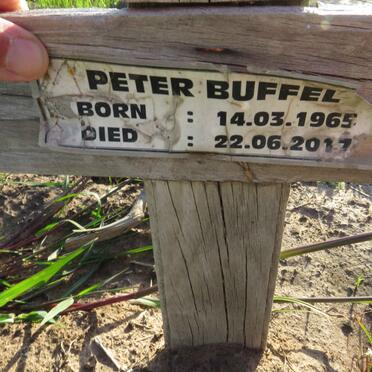 PETER BUFFEL
BORN : 14.03.1965
DIED : 22.06.2017